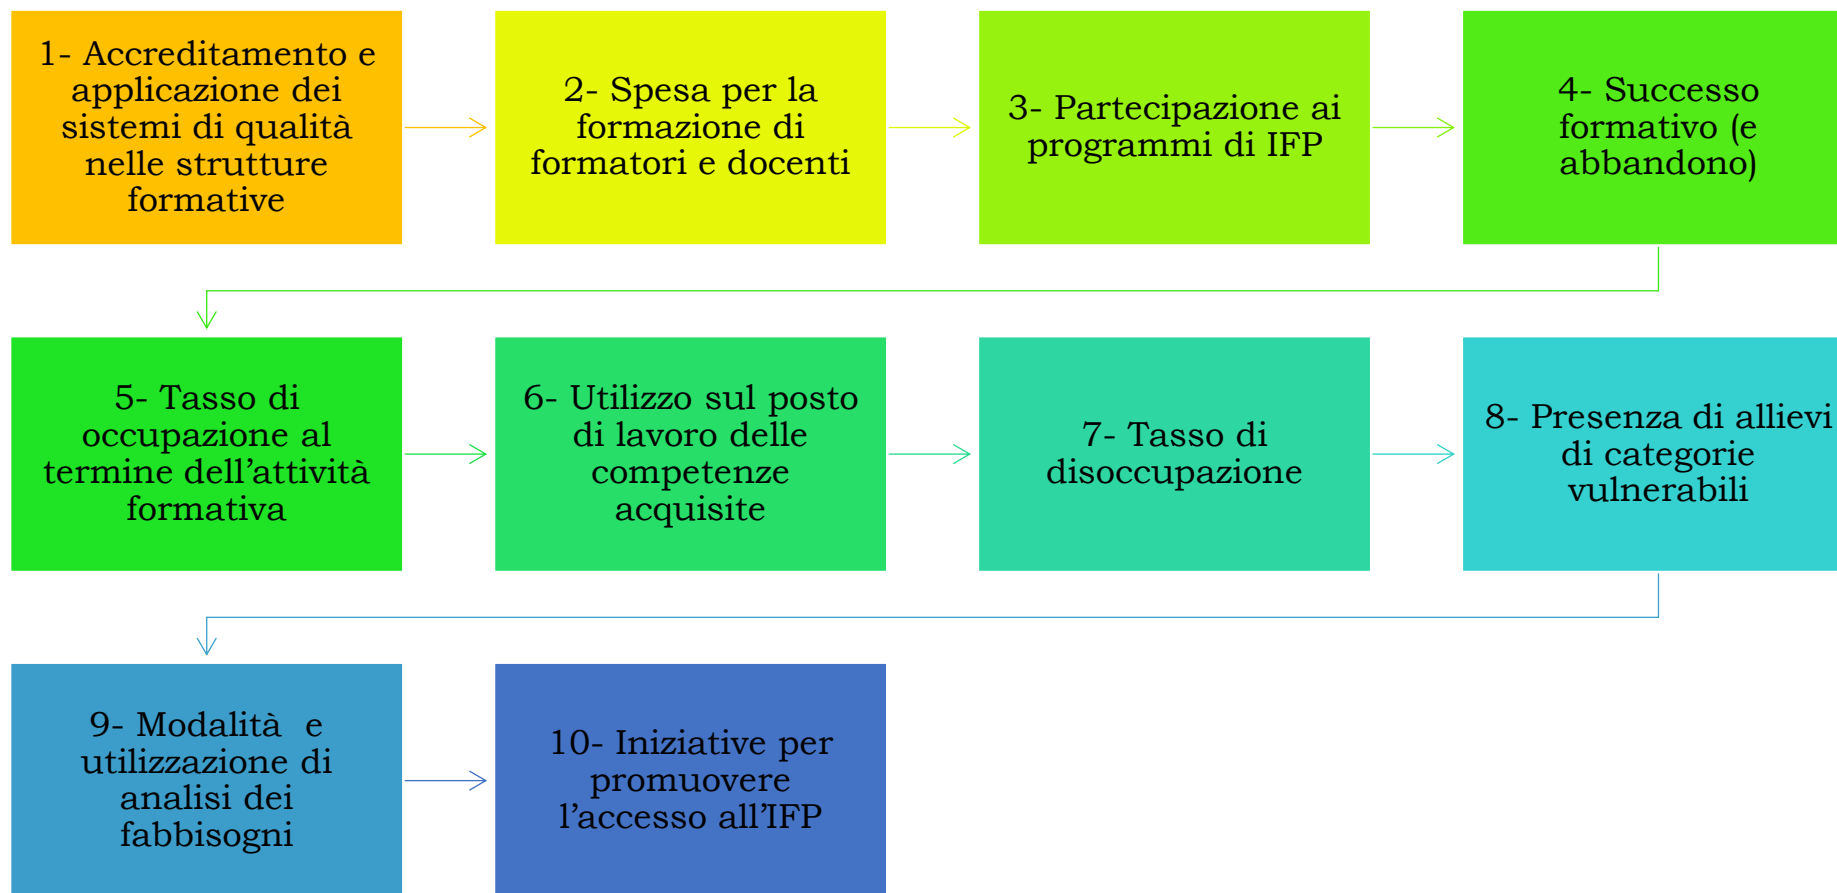 1- Accreditamento e
applicazione dei
sistemi di qualità
nelle strutture
formative
2- Spesa per la
formazione di
formatori e docenti
3- Partecipazione ai
programmi di IFP
4- Successo
formativo (e
abbandono)
5- Tasso di
occupazione al
termine dell’attività
formativa
6- Utilizzo sul posto
di lavoro delle
competenze
acquisite
7- Tasso di
disoccupazione
8- Presenza di allievi
di categorie
vulnerabili
9- Modalità  e
utilizzazione di
analisi dei
fabbisogni
10- Iniziative per
promuovere
l’accesso all’IFP